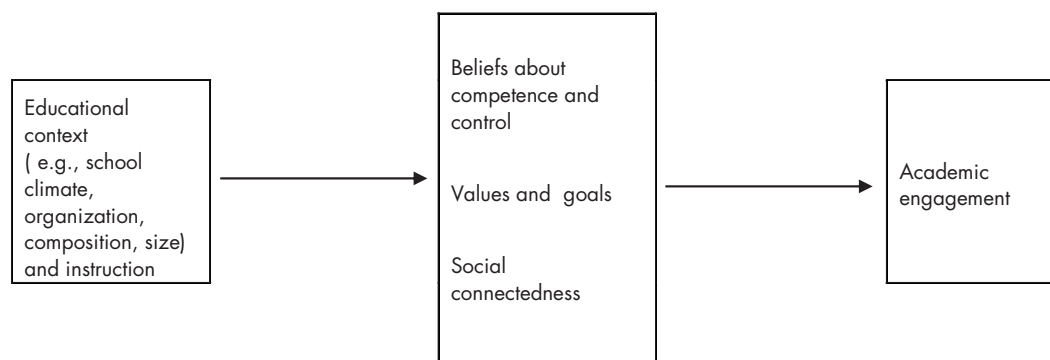 Educational
context
( e.g., school
climate,
organization,
composition, size)
and instruction
Beliefs about
competence and
control
Values and goals
Social
connectedness
Academic
engagement